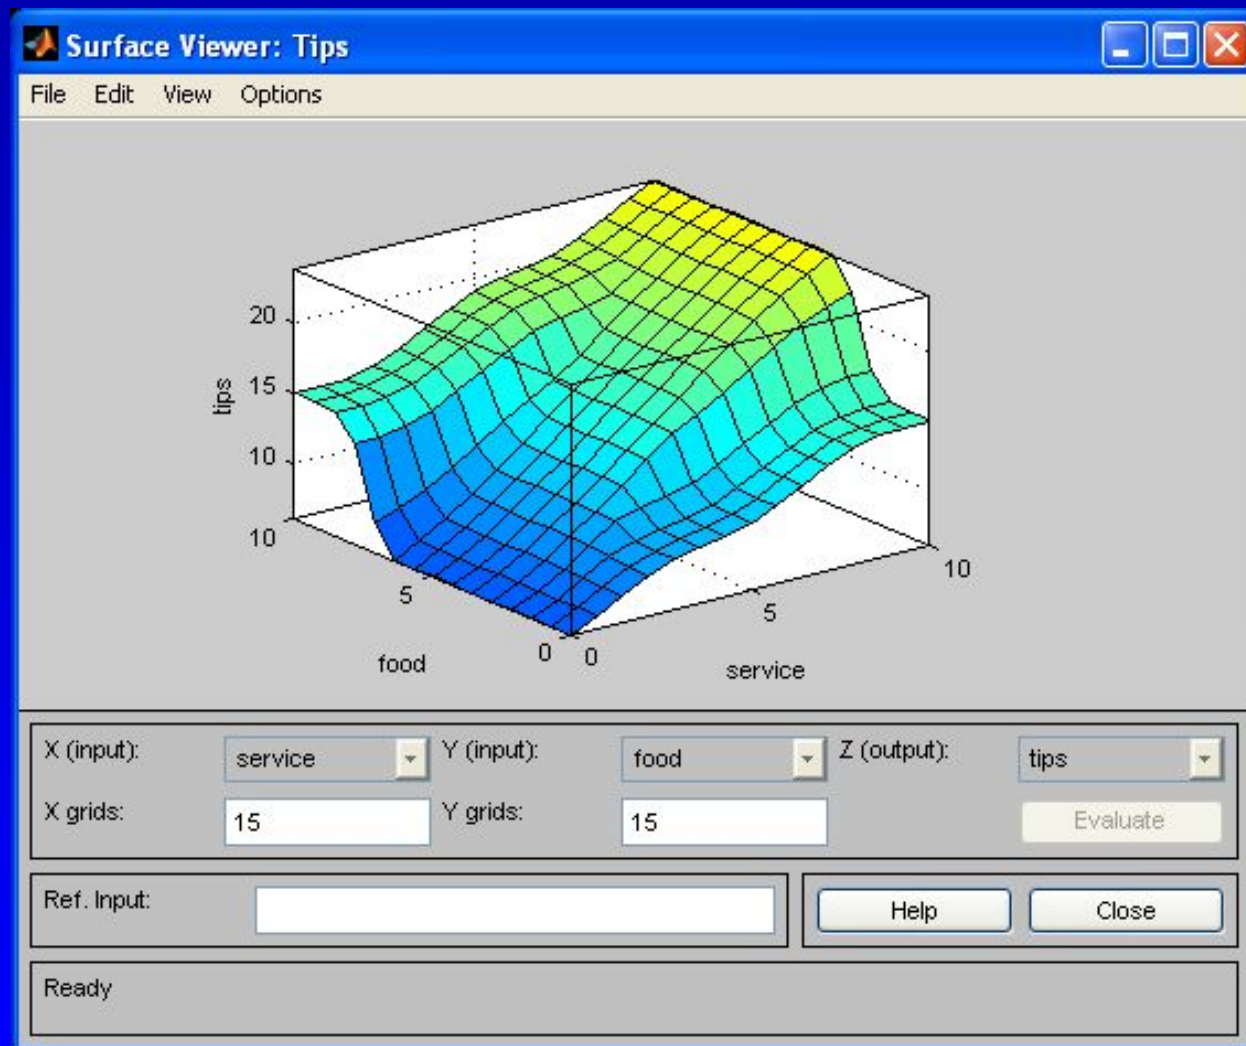 Surface Viewer: Tips
File Edit View Options
20
15
10
tips
10
5
0
food
0
5
10
service
X (input): service Y (input): food Z (output): tips
X grids: 15 Y grids: 15 Evaluate
Ref. Input: Help Close
Ready